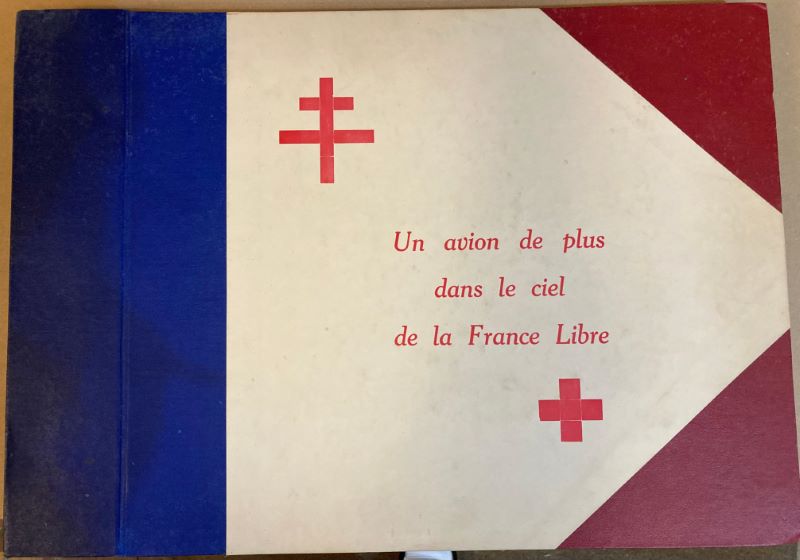 Un avion de plus
dans le ciel
de la France Libre